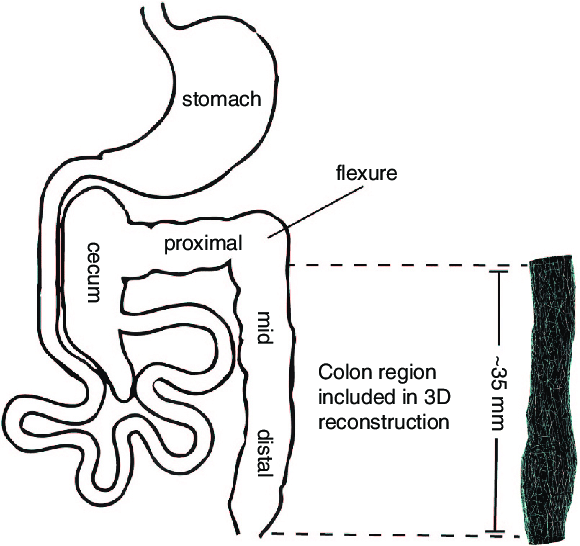 stomach
flexure
proximal
cecum
mid
Colon region
included in 3D
reconstruction
~35 mm
distal